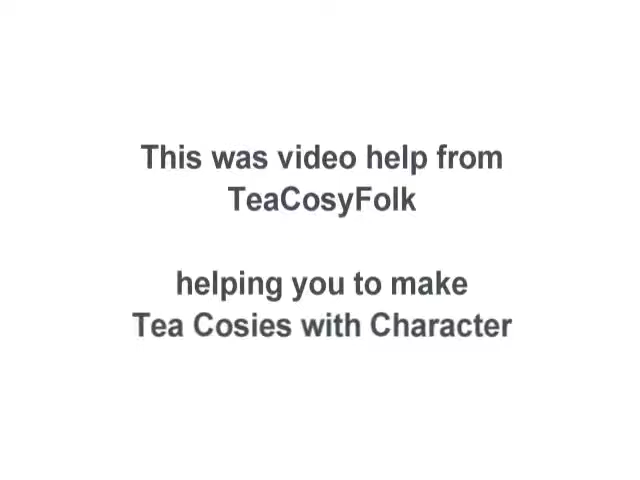 This was video help from
TeaCosyFolk
helping you to make
Tea Cosies with Character